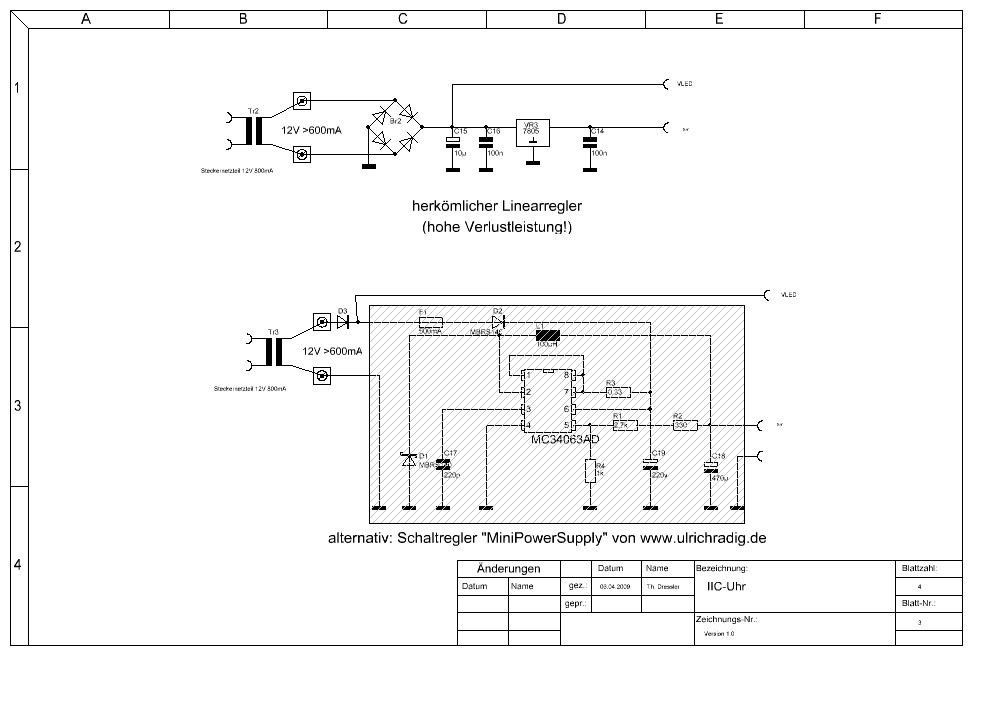 A B C D E F
1
VLED
Tr2
12V >600mA
Br2
C15
10µ
C16
100n
VR3
7805
C14
100n
5V
Steckernetzteil 12V 800mA
herkömlicher Linearregler
(hohe Verlustleistung!)
2
VLED
D3
F1
500mA
D2
MBRS140
L1
100µH
Tr3
12V >600mA
Steckernetzteil 12V 800mA
1 8
2 7
3 6
4 5
MC34063AD
R3
0,33
3
R1
2,7k
R2
330
5V
D1
C17
220p
R4
1k
C19
220µ
C18
470µ
alternativ: Schaltregler "MiniPowerSupply" von www.ulrichradig.de
4
Änderungen
Datum Name
Datum Name
gez.: 03.04.2009 Th. Dressler
gepr.:
Bezeichnung:
IIC-Uhr
Zeichnungs-Nr.:
Version 1.0
Blattzahl:
4
Blatt-Nr.:
3